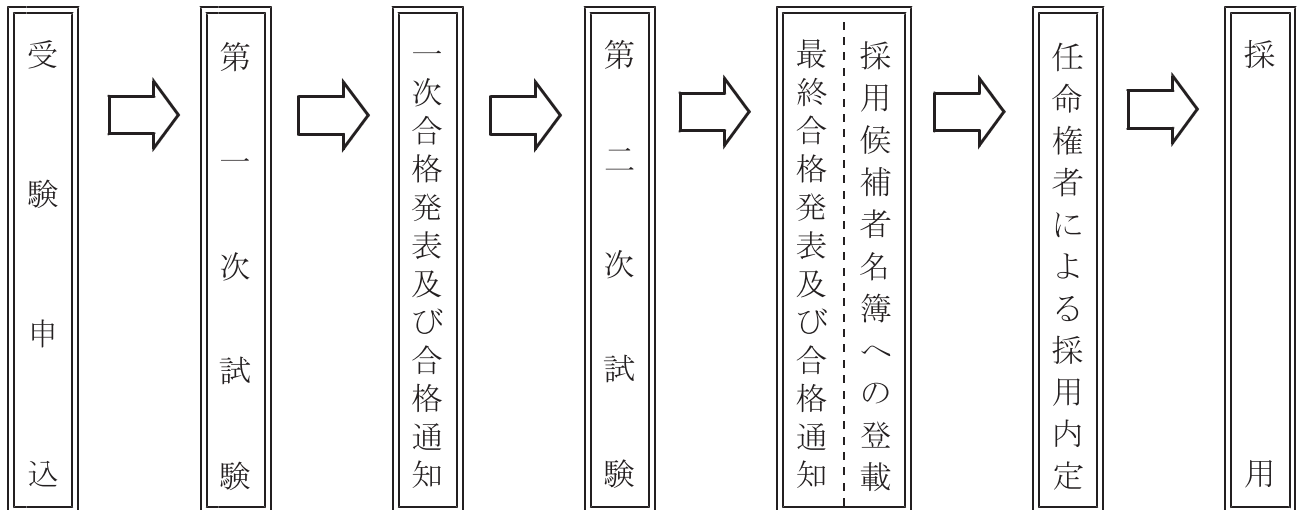 受験申込
第一次試験
一次合格発表及び合格通知
第二次試験
最終合格発表及び合格通知
採用候補者名簿への登載
任命権者による採用内定
採用